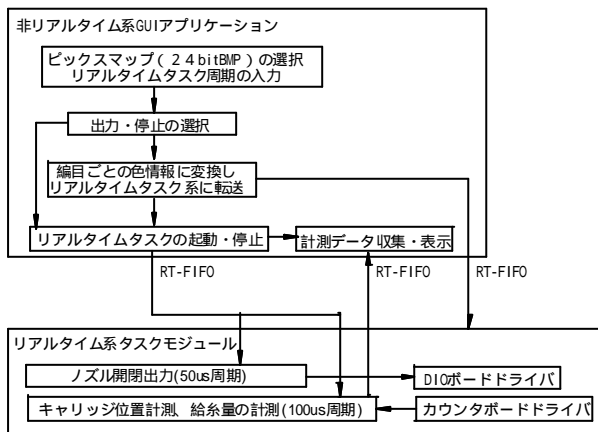 非リアルタイム系GUIアプリケーション
ピックスマップ(24bitBMP)の選択
リアルタイムタスク周期の入力
出力・停止の選択
編目ごとの色情報に変換し
リアルタイムタスク系に転送
リアルタイムタスクの起動・停止
計測データ収集・表示
RT-FIFO
RT-FIFO
RT-FIFO
リアルタイム系タスクモジュール
ノズル開閉出力(50us周期)
DIOボードドライバ
キャリッジ位置計測、給糸量の計測(100us周期)
カウンタボードドライバ